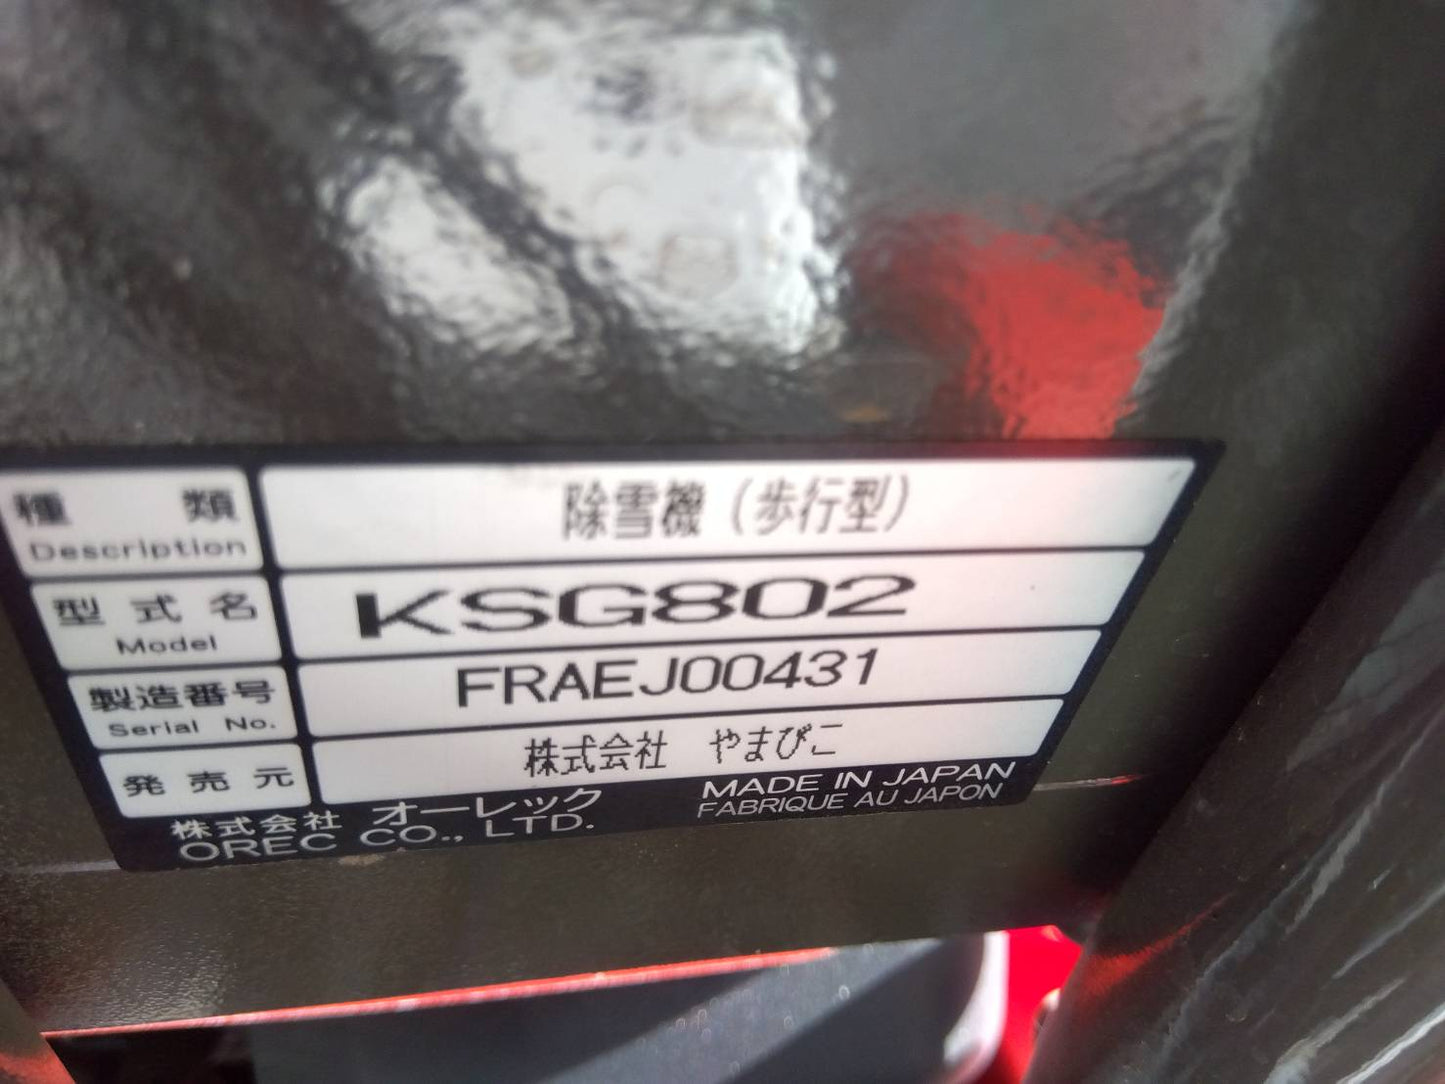 種類 除雪機（歩行型）
Description
型式名 KSG802
Model
製造番号 FRAEJ00431
Serial No.
発売元 株式会社 やまびこ
株式会社 オーレック MADE IN JAPAN
OREC CO., LTD. FABRIQUE AU JAPON